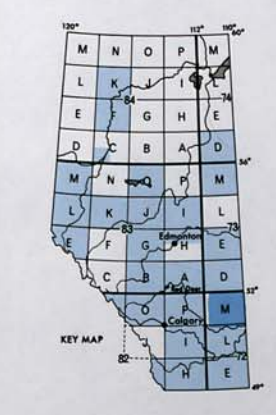 120° 112° 110°
60°
M N O P M
L K J I L
84 74
E F G H E
D C B A D
56°
M N O P M
L K J I L
83 73
Edmonton
E F G H E
C B A D
Red Deer
52°
O P M
Calgary
KEY MAP
I L
82 72
H E
49°